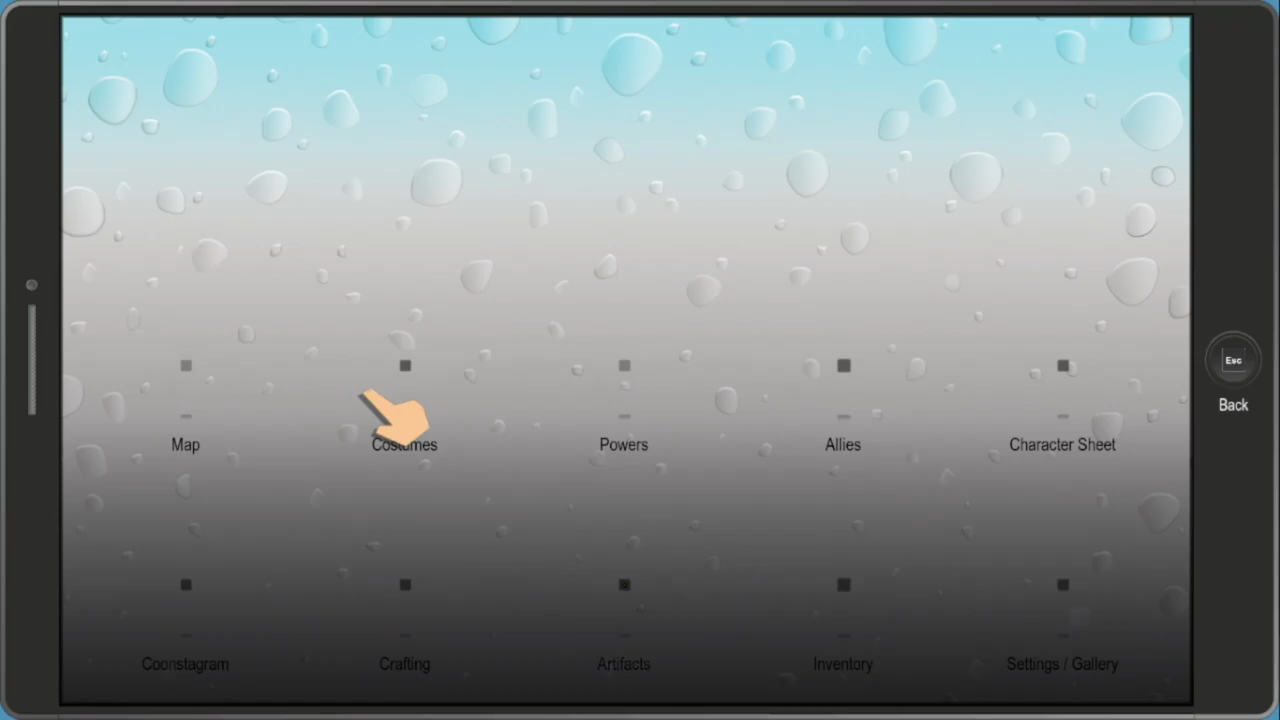 Map
Costumes
Powers
Allies
Character Sheet
Esc
Back
Coonstagram
Crafting
Artifacts
Inventory
Settings / Gallery